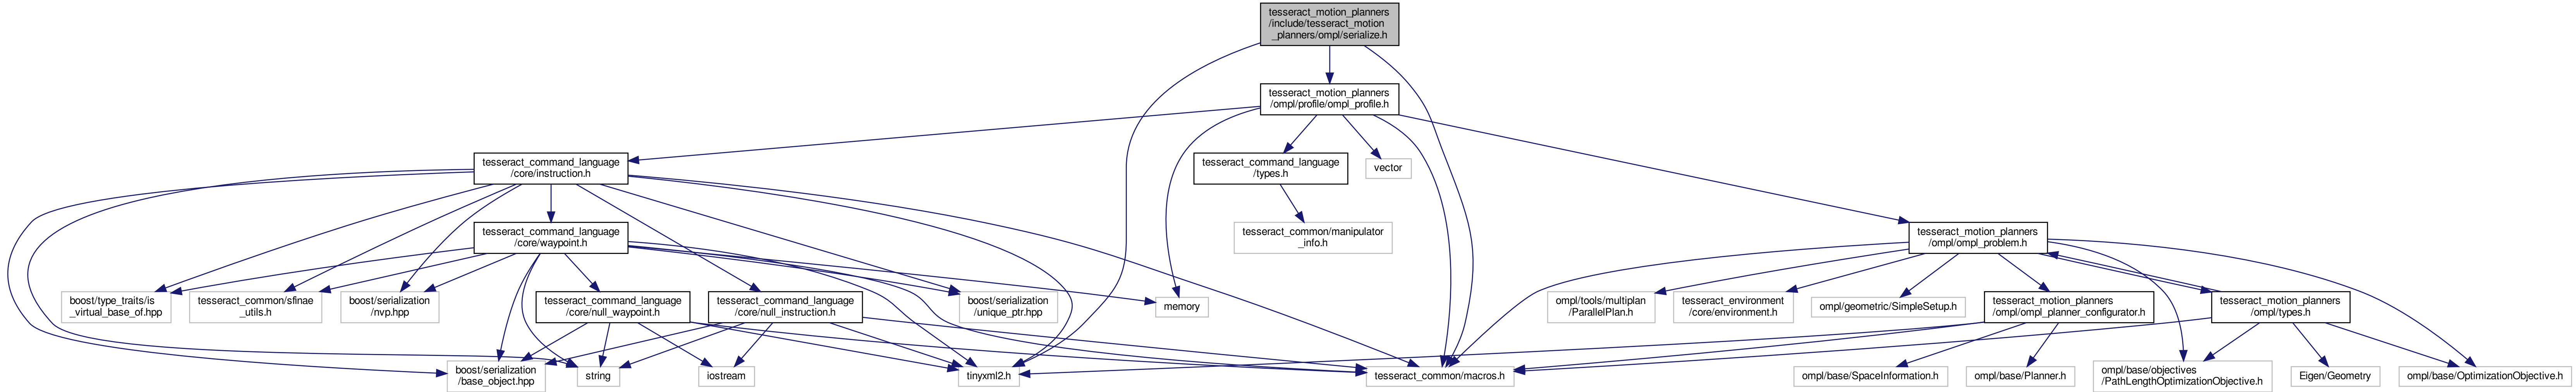 tesseract_motion_planners
/include/tesseract_motion
_planners/ompl/serialize.h
tesseract_motion_planners
/ompl/profile/ompl_profile.h
tesseract_command_language
/core/instruction.h
tesseract_command_language
/types.h
vector
tesseract_command_language
/core/waypoint.h
tesseract_common/manipulator
_info.h
tesseract_motion_planners
/ompl/ompl_problem.h
boost/type_traits/is
_virtual_base_of.hpp
tesseract_common/sfinae
_utils.h
boost/serialization
/nvp.hpp
tesseract_command_language
/core/null_waypoint.h
tesseract_command_language
/core/null_instruction.h
boost/serialization
/unique_ptr.hpp
memory
ompl/tools/multiplan
/ParallelPlan.h
tesseract_environment
/core/environment.h
ompl/geometric/SimpleSetup.h
tesseract_motion_planners
/ompl/ompl_planner_configurator.h
tesseract_motion_planners
/ompl/types.h
boost/serialization
/base_object.hpp
string
iostream
tinyxml2.h
tesseract_common/macros.h
ompl/base/SpaceInformation.h
ompl/base/Planner.h
ompl/base/objectives
/PathLengthOptimizationObjective.h
Eigen/Geometry
ompl/base/OptimizationObjective.h